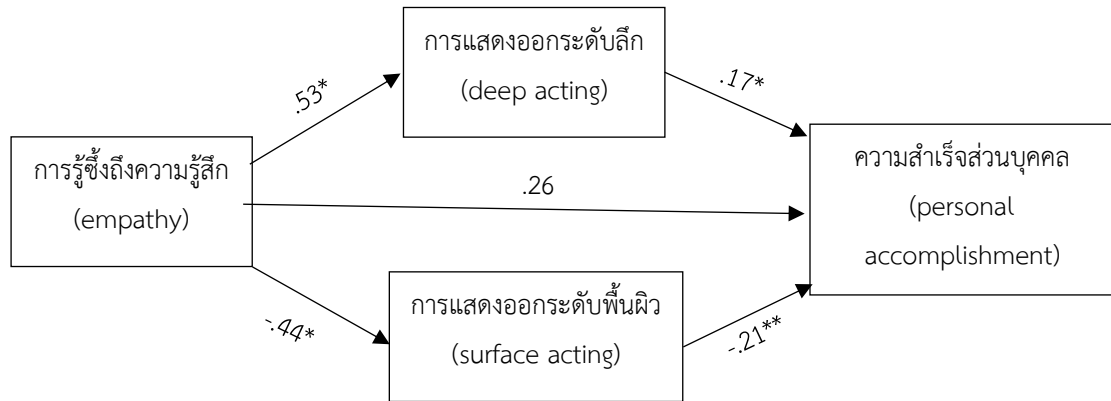 การแสดงออกระดับลึก
(deep acting)
.53*
.17*
การรู้ซึ้งถึงความรู้สึก
(empathy)
.26
ความสำเร็จส่วนบุคคล
(personal
accomplishment)
-.44*
การแสดงออกระดับพื้นผิว
(surface acting)
-.21**